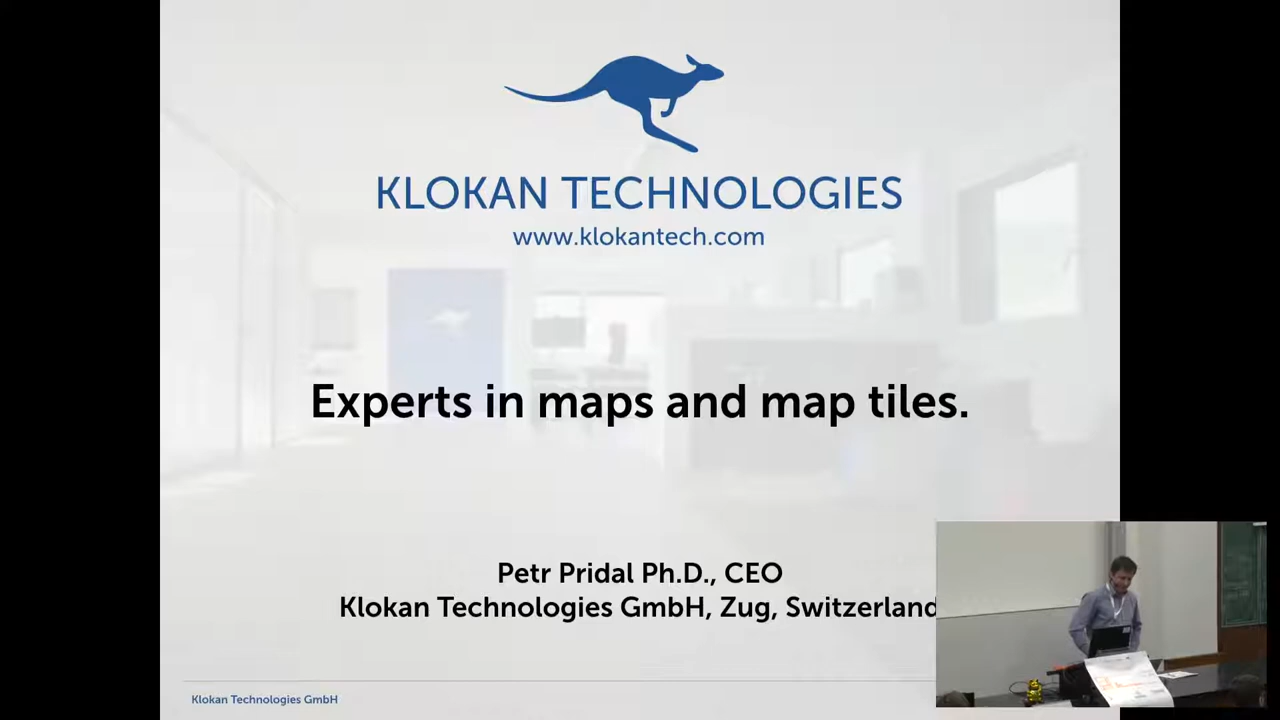 KLOKAN TECHNOLOGIES
www.klokantech.com
Experts in maps and map tiles.
Petr Pridal Ph.D., CEO
Klokan Technologies GmbH, Zug, Switzerland
Klokan Technologies GmbH